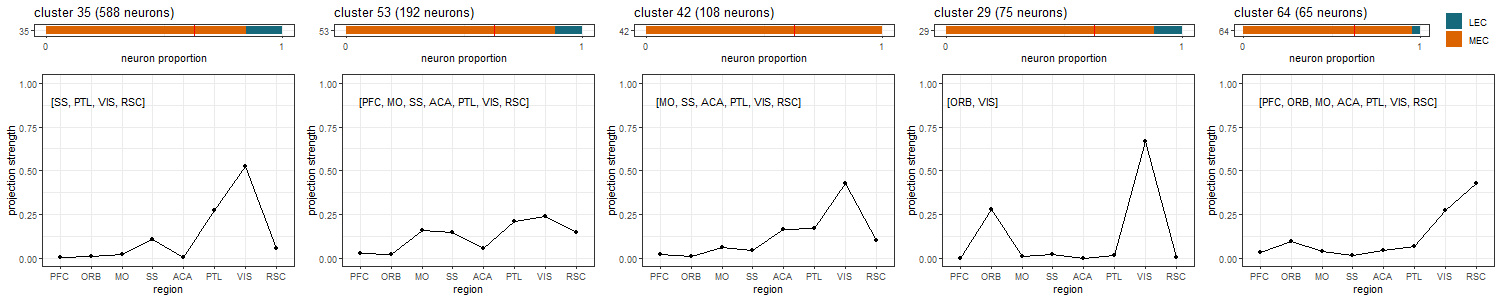 cluster 35 (588 neurons)
35
0 1
neuron proportion
1.00
0.75
0.50
0.25
0.00
projection strength
[SS, PTL, VIS, RSC]
PFC ORB MO SS ACA PTL VIS RSC
region
cluster 53 (192 neurons)
53
0 1
neuron proportion
1.00
0.75
0.50
0.25
0.00
projection strength
[PFC, MO, SS, ACA, PTL, VIS, RSC]
PFC ORB MO SS ACA PTL VIS RSC
region
cluster 42 (108 neurons)
42
0 1
neuron proportion
1.00
0.75
0.50
0.25
0.00
projection strength
[MO, SS, ACA, PTL, VIS, RSC]
PFC ORB MO SS ACA PTL VIS RSC
region
cluster 29 (75 neurons)
29
0 1
neuron proportion
1.00
0.75
0.50
0.25
0.00
projection strength
[ORB, VIS]
PFC ORB MO SS ACA PTL VIS RSC
region
cluster 64 (65 neurons)
64
0 1
neuron proportion
1.00
0.75
0.50
0.25
0.00
projection strength
[PFC, ORB, MO, ACA, PTL, VIS, RSC]
PFC ORB MO SS ACA PTL VIS RSC
region
LEC
MEC